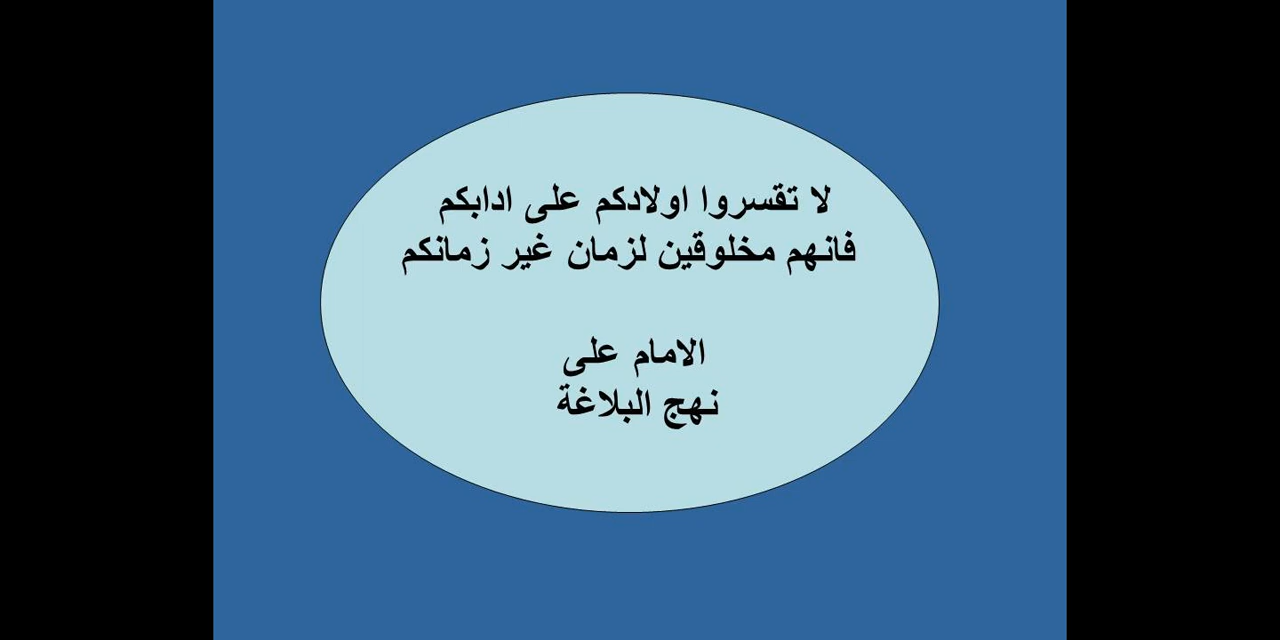 لا تقسروا اولادكم على ادابكم
فانهم مخلوقين لزمان غير زمانكم
الامام على
نهج البلاغة